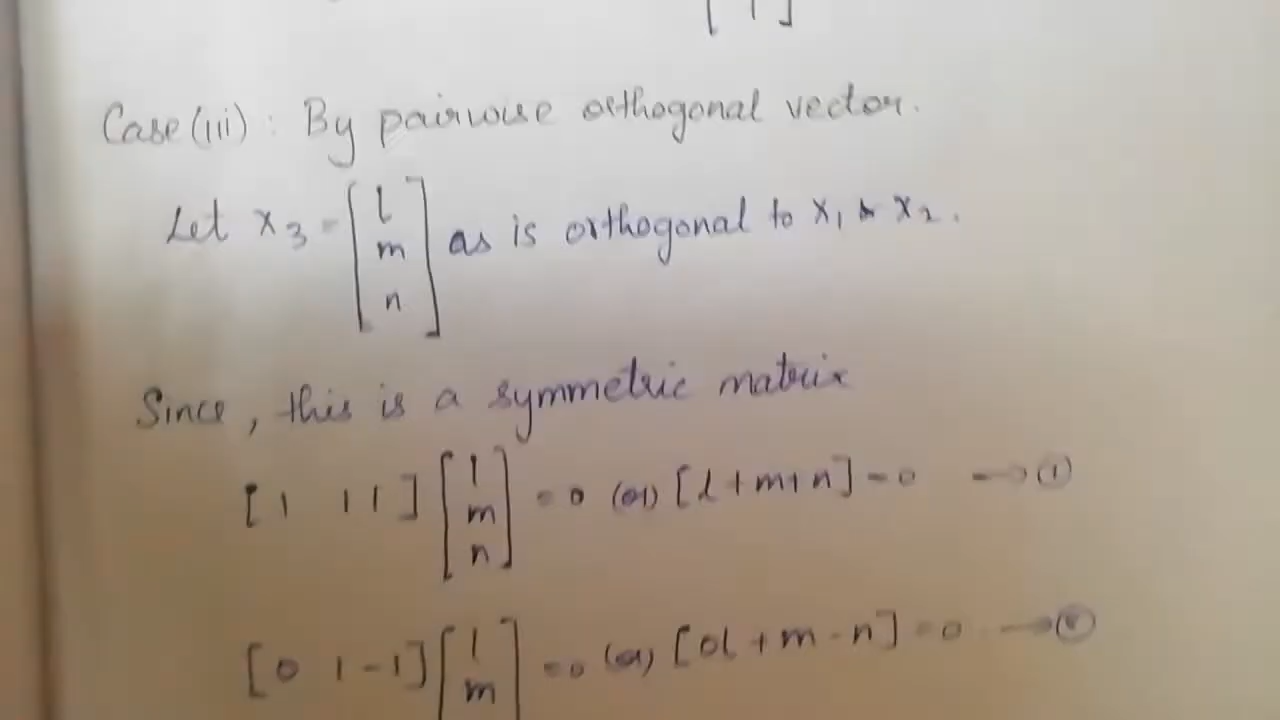 [ 1 ]
Case (iii) : By pairwise orthogonal vector.
Let x3 = [ l m n ] as is orthogonal to x1 & x2.
Since, this is a symmetric matrix
[ 1 1 1 ] [ l m n ] = 0 (or) [ l + m + n ] = 0 → ①
[ 0 1 -1 ] [ l m = 0 (or) [ 0l + m - n ] = 0 → ②